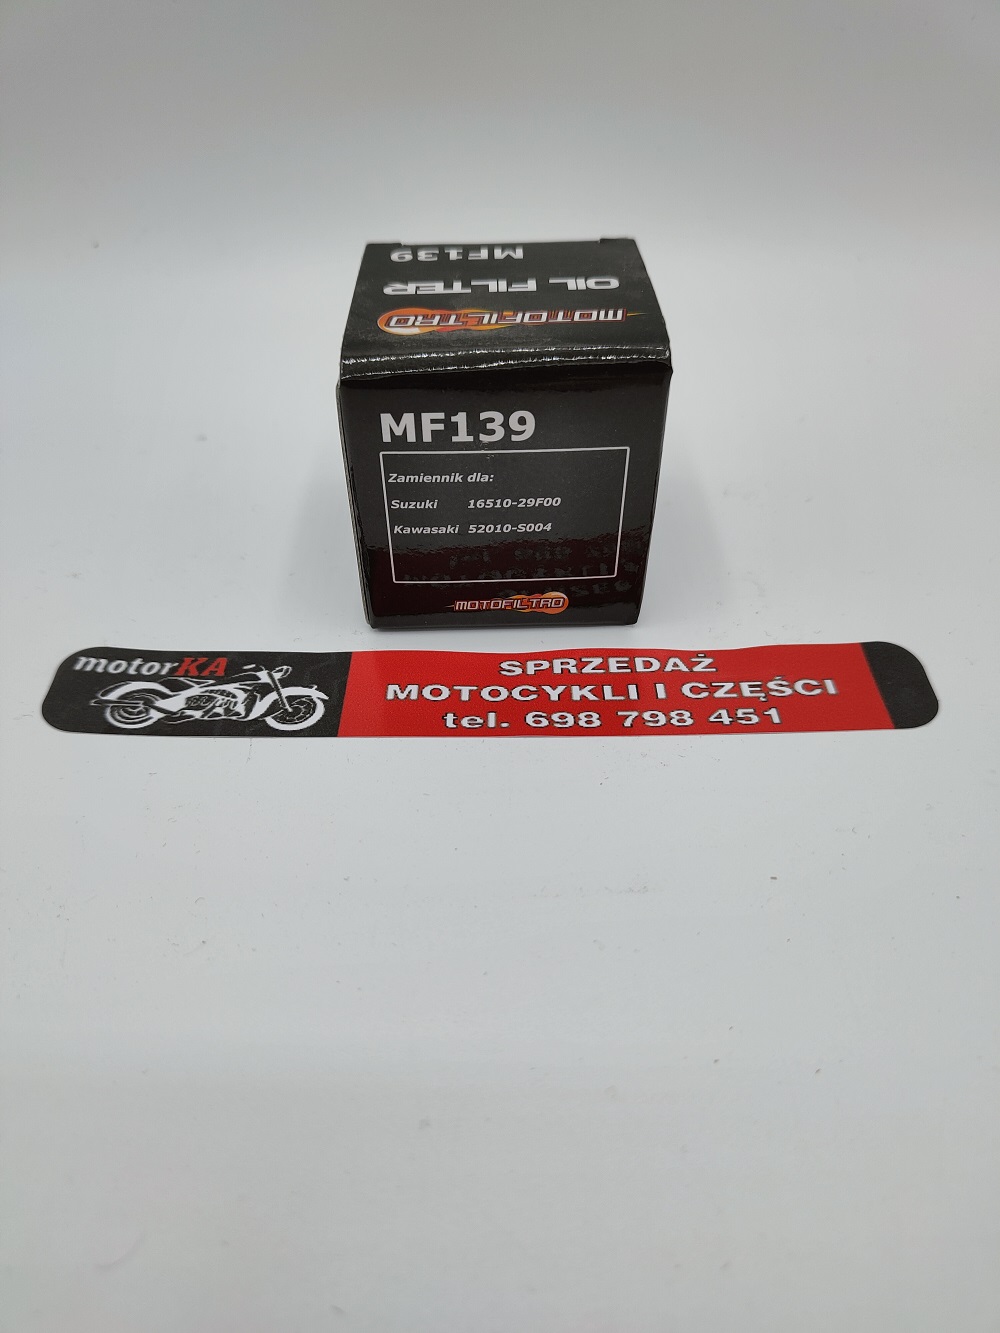 MF139
OIL FILTER
MOTOFILTRO
MF139
Zamiennik dla:
Suzuki 16510-29F00
Kawasaki 52010-S004
MOTOFILTRO
motorKA
SPRZEDAŻ
MOTOCYKLI I CZĘŚCI
tel. 698 798 451